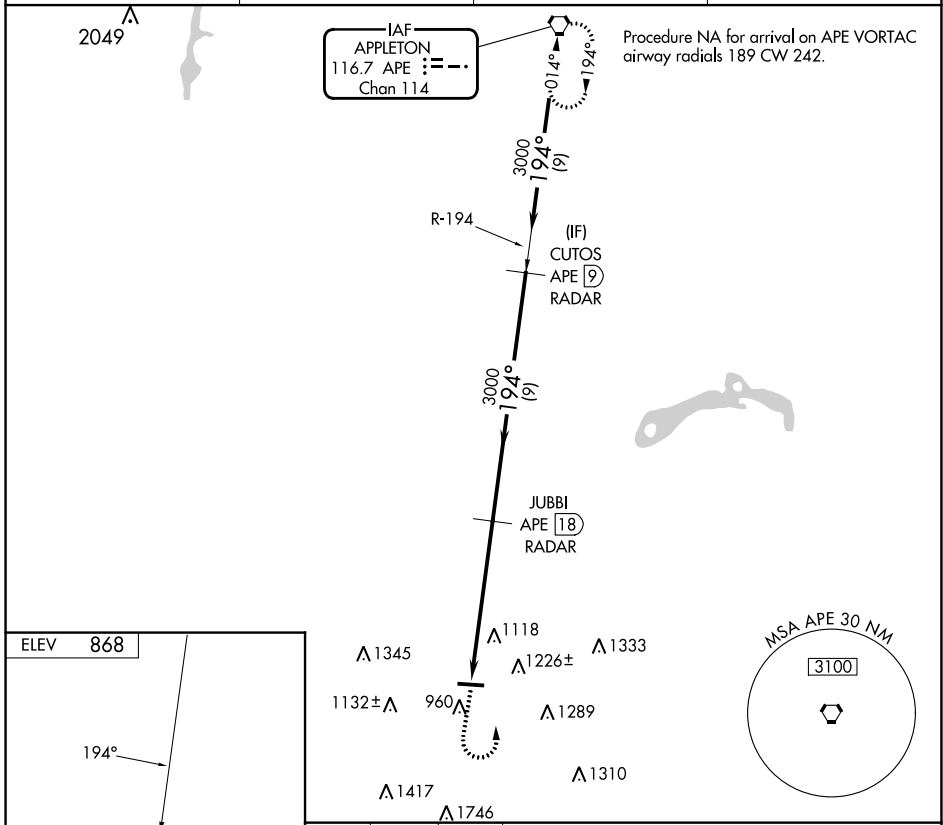 2049
IAF
APPLETON
116.7 APE
Chan 114
Procedure NA for arrival on APE VORTAC
airway radials 189 CW 242.
014°
194°
3000
194°
(9)
R-194
(IF)
CUTOS
APE 9
RADAR
3000
194°
(9)
JUBBI
APE 18
RADAR
ELEV 868
194°
1345
1118
1226±
1333
1132±
960
1289
1310
1417
1746
MSA APE 30 NM
3100